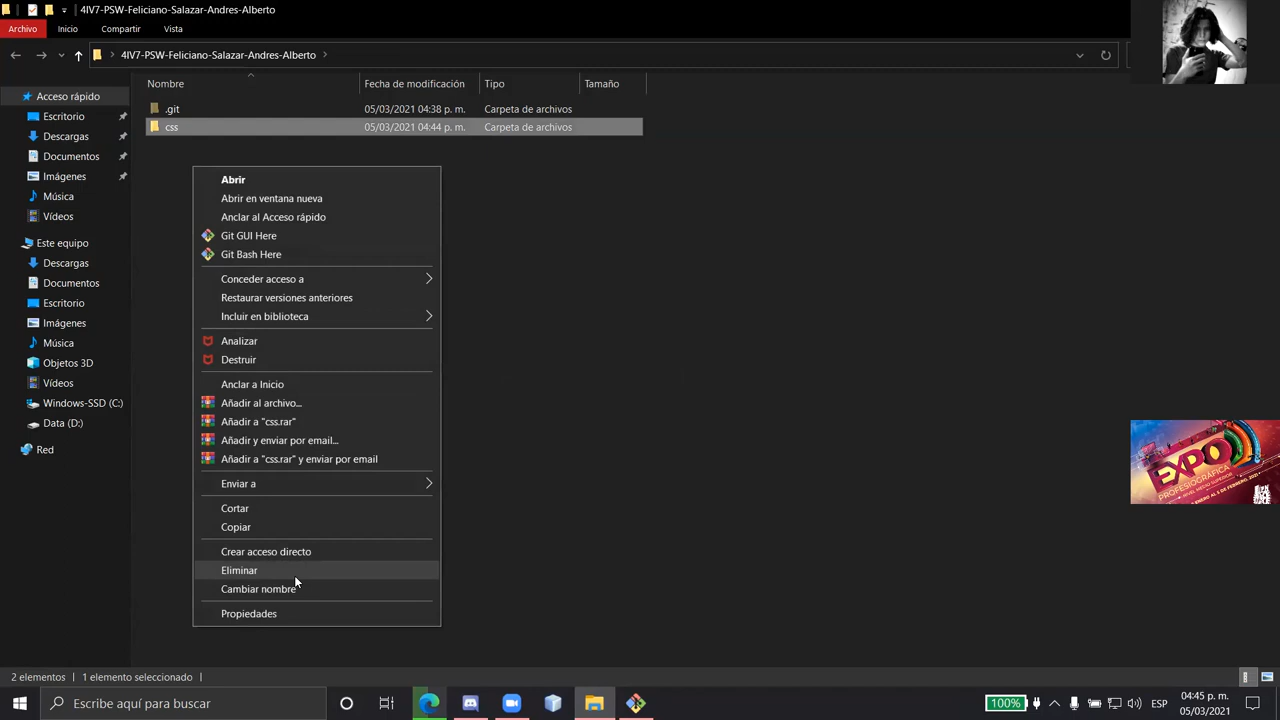 4IV7-PSW-Feliciano-Salazar-Andres-Alberto
Archivo
Inicio
Compartir
Vista
4IV7-PSW-Feliciano-Salazar-Andres-Alberto
Nombre
Fecha de modificación
Tipo
Tamaño
.git
05/03/2021 04:38 p. m.
Carpeta de archivos
css
05/03/2021 04:44 p. m.
Carpeta de archivos
Acceso rápido
Escritorio
Descargas
Documentos
Imágenes
Música
Vídeos
Este equipo
Descargas
Documentos
Escritorio
Imágenes
Música
Objetos 3D
Vídeos
Windows-SSD (C:)
Data (D:)
Red
Abrir
Abrir en ventana nueva
Anclar al Acceso rápido
Git GUI Here
Git Bash Here
Conceder acceso a
Restaurar versiones anteriores
Incluir en biblioteca
Analizar
Destruir
Anclar a Inicio
Añadir al archivo...
Añadir a "css.rar"
Añadir y enviar por email...
Añadir a "css.rar" y enviar por email
Enviar a
Cortar
Copiar
Crear acceso directo
Eliminar
Cambiar nombre
Propiedades
EXPO
PROFESIOGRÁFICA
NIVEL MEDIO SUPERIOR
2 elementos
1 elemento seleccionado
Escribe aquí para buscar
100%
ESP
04:45 p. m.
05/03/2021